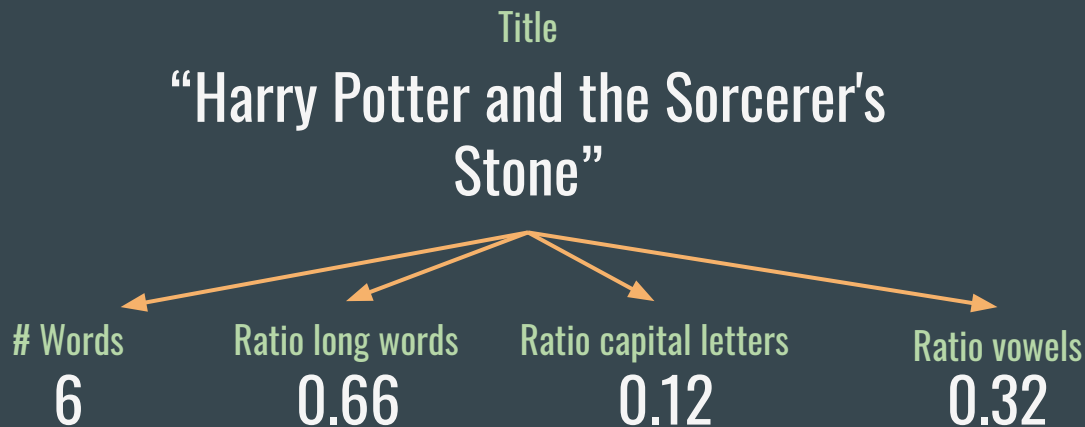 Title
“Harry Potter and the Sorcerer's
Stone”
# Words
Ratio long words
Ratio capital letters
Ratio vowels
6
0.66
0.12
0.32